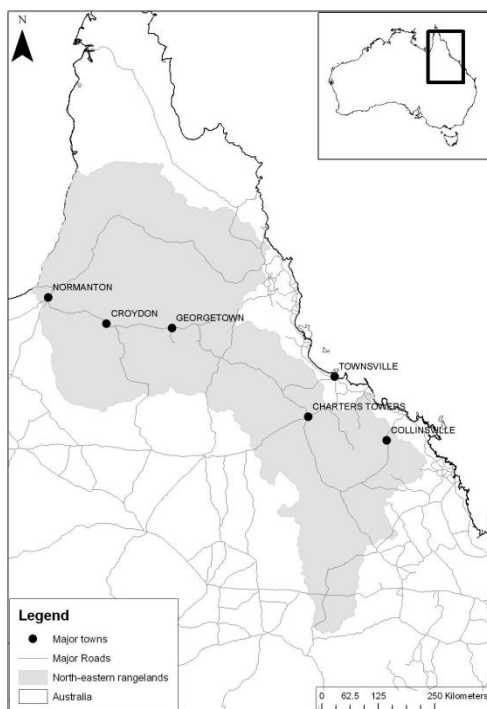 N
NORMANTON
CROYDON
GEORGETOWN
TOWNSVILLE
CHARTERS TOWERS
COLLINSVILLE
Legend
Major towns
Major Roads
North-eastern rangelands
Australia
0 62.5 125 250 Kilometers